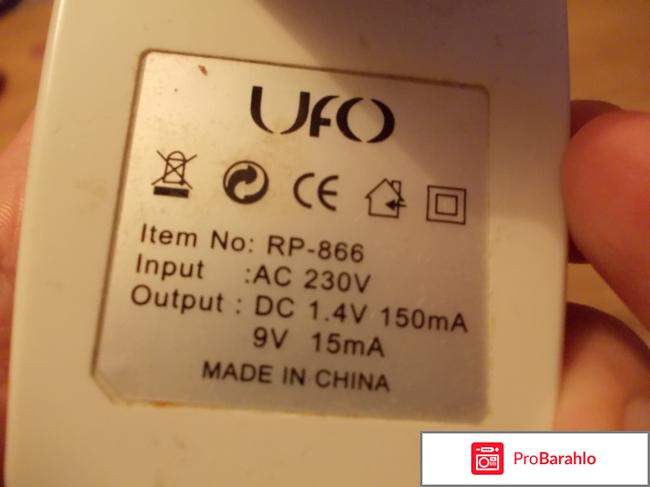 UFO
CE
Item No: RP-866
Input :AC 230V
Output : DC 1.4V 150mA
9V 15mA
MADE IN CHINA
ProBarahlo